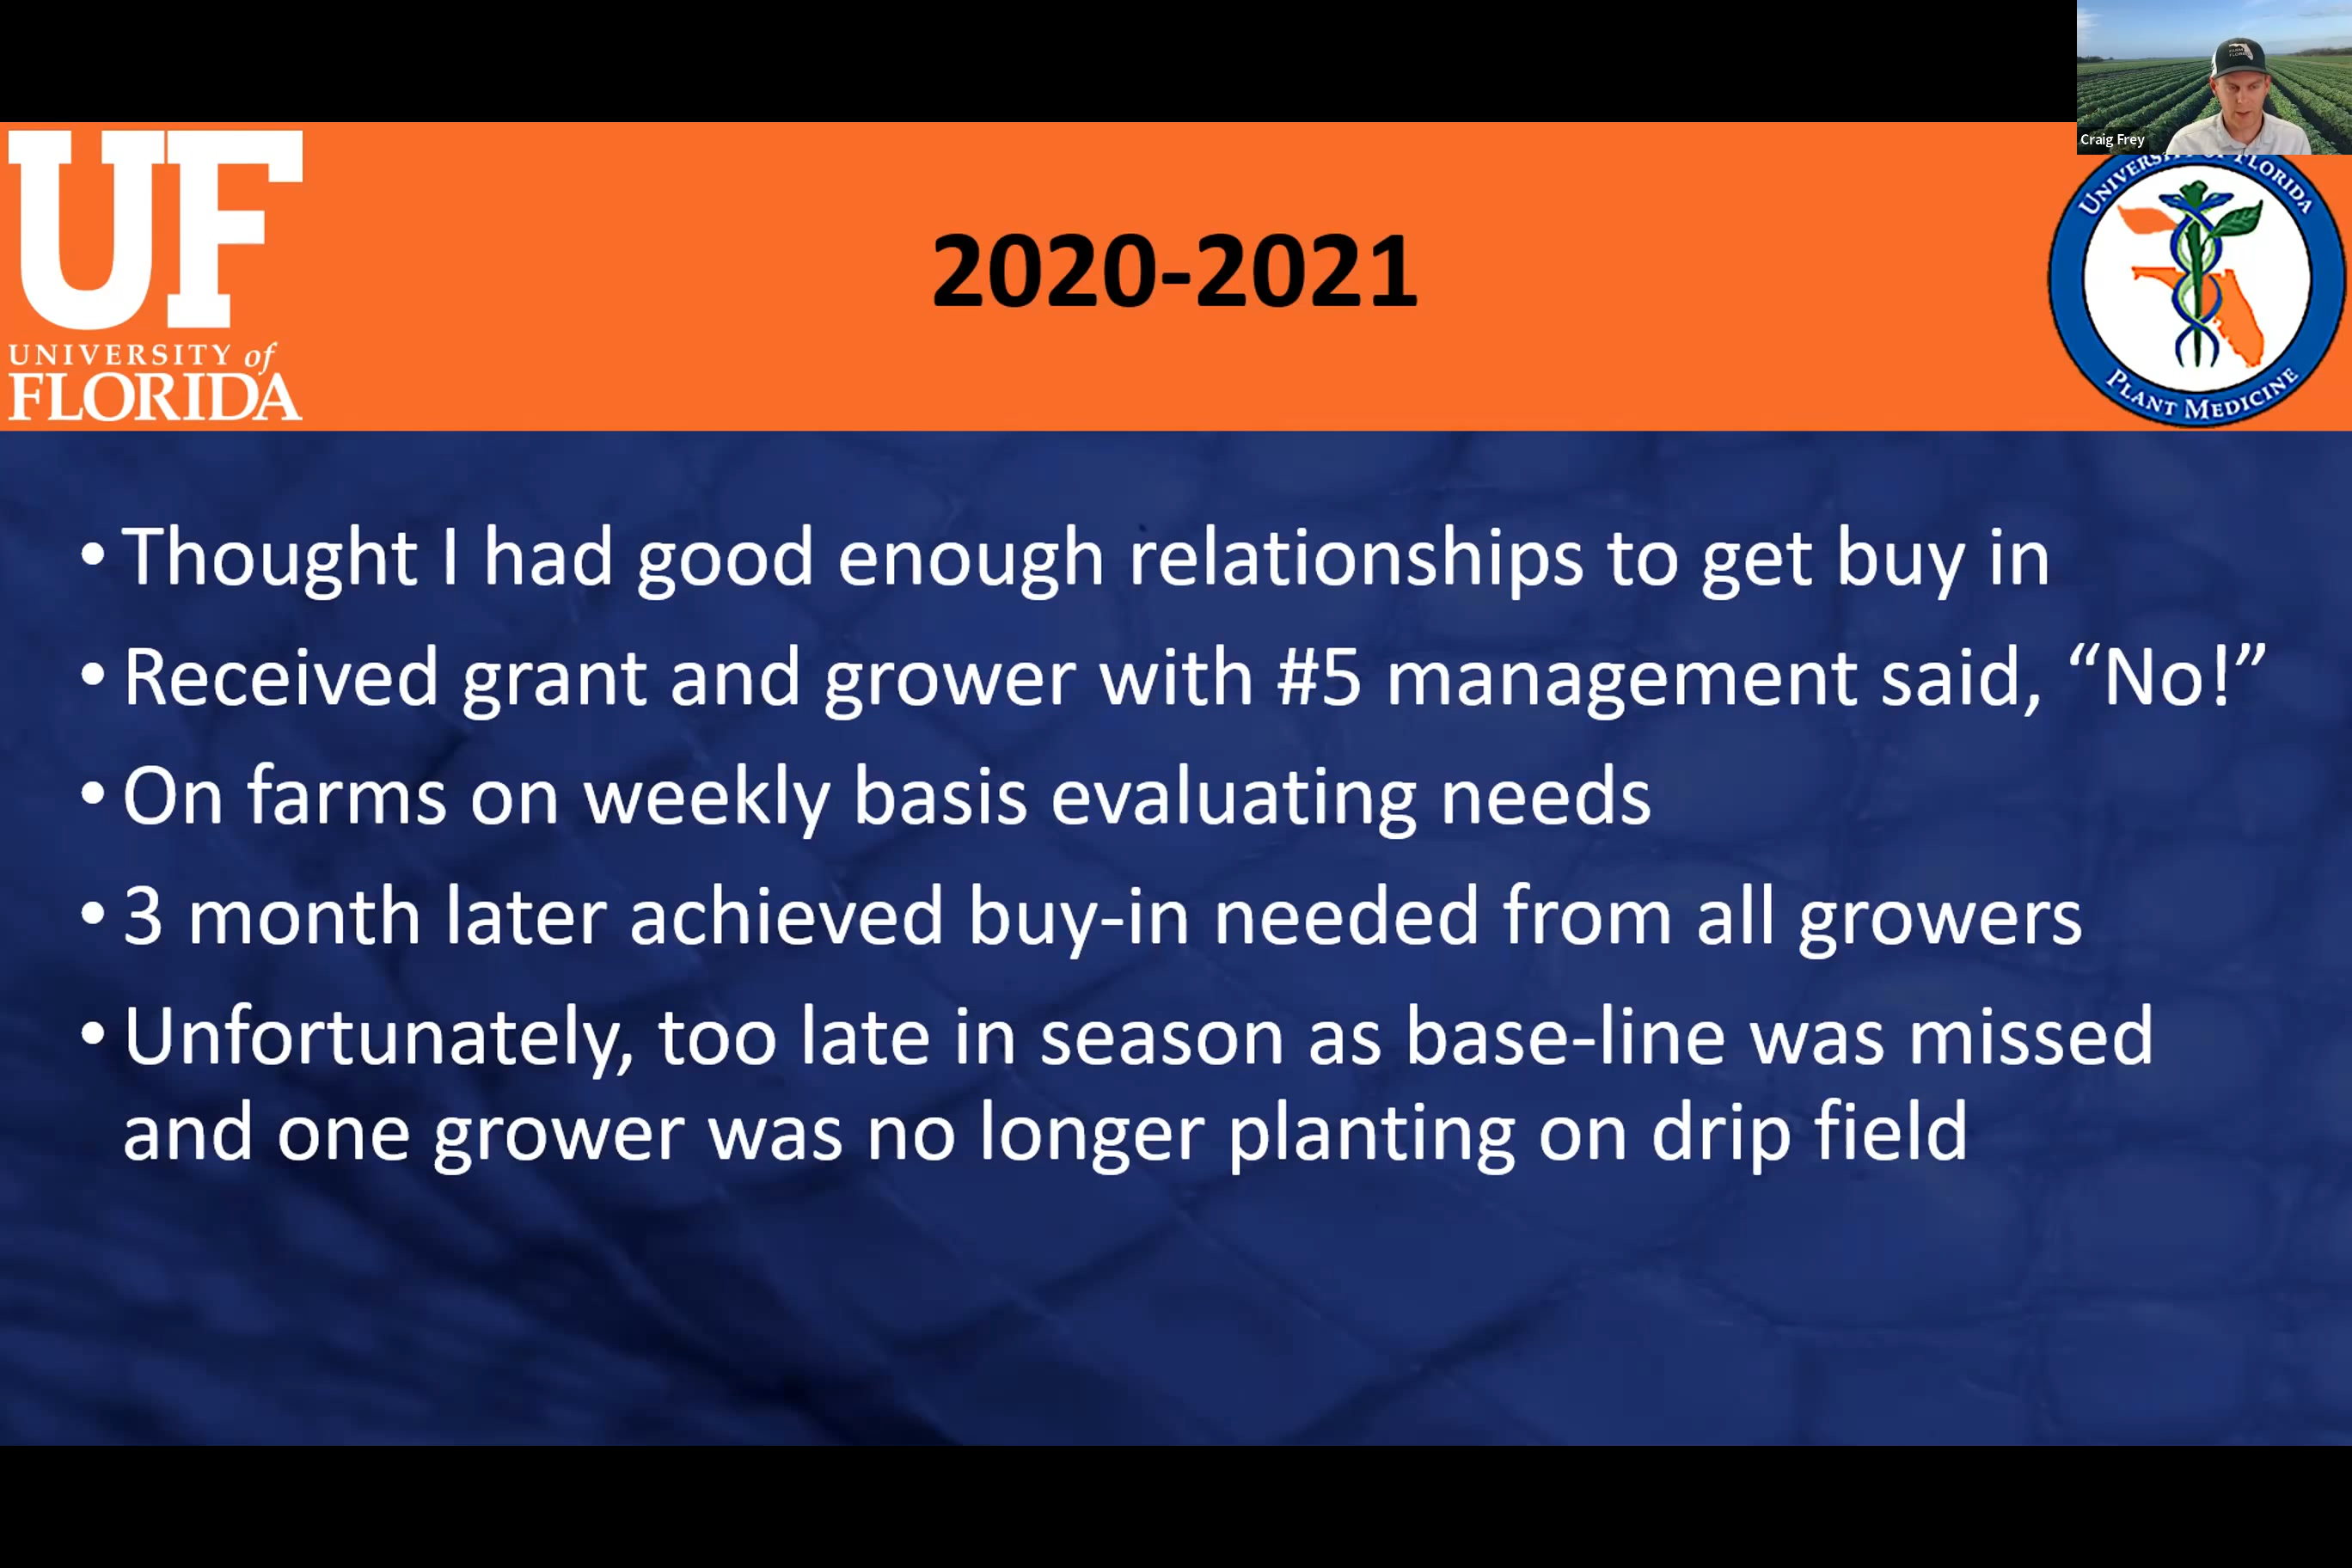 Craig Frey
UF
UNIVERSITY of
FLORIDA
2020-2021
UNIVERSITY OF FLORIDA
PLANT MEDICINE
• Thought I had good enough relationships to get buy in
• Received grant and grower with #5 management said, “No!”
• On farms on weekly basis evaluating needs
• 3 month later achieved buy-in needed from all growers
• Unfortunately, too late in season as base-line was missed
and one grower was no longer planting on drip field